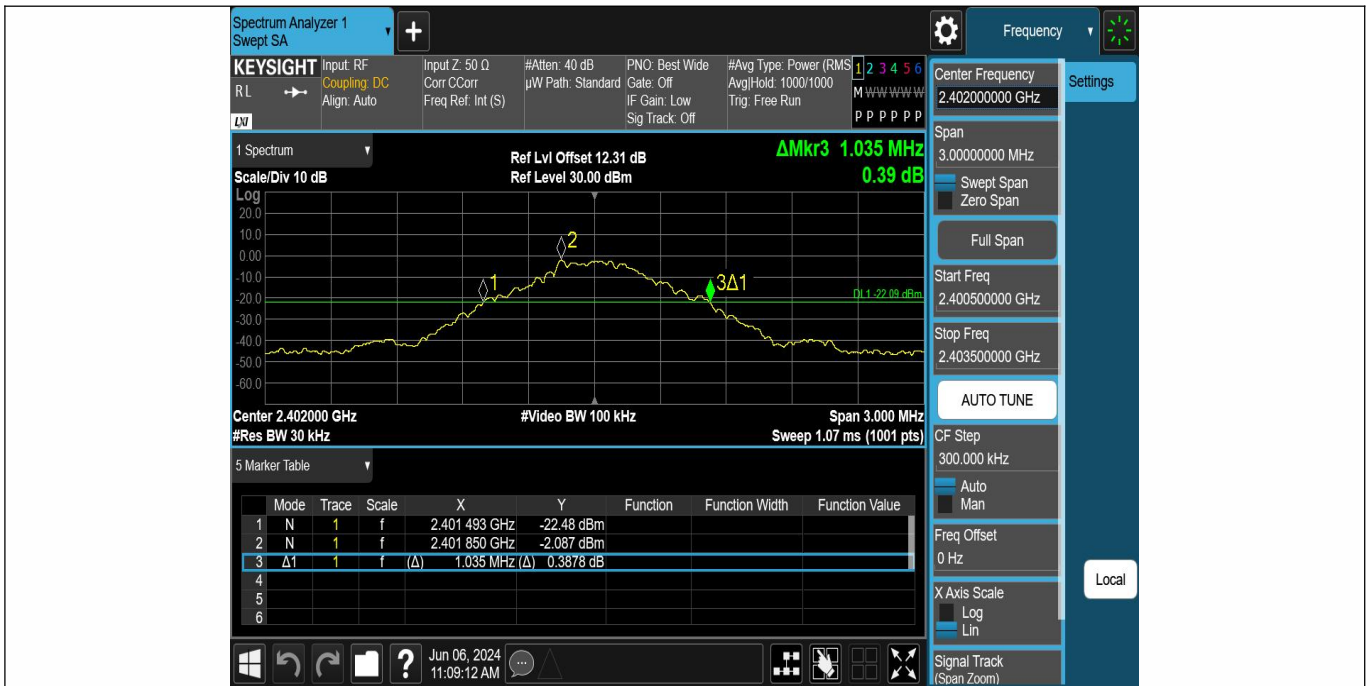 Spectrum Analyzer 1
Swept SA
+
Frequency
KEYSIGHT
RL
LXI
Input: RF
Coupling: DC
Align: Auto
Input Z: 50 Ω
Corr CCorr
Freq Ref: Int (S)
#Atten: 40 dB
µW Path: Standard
PNO: Best Wide
Gate: Off
IF Gain: Low
Sig Track: Off
#Avg Type: Power (RMS
Avg|Hold: 1000/1000
Trig: Free Run
1 2 3 4 5 6
M W W W W W
P P P P P P
1 Spectrum
Scale/Div 10 dB
Ref Lvl Offset 12.31 dB
Ref Level 30.00 dBm
ΔMkr3 1.035 MHz
0.39 dB
Log
20.0
10.0
0.00
-10.0
-20.0
-30.0
-40.0
-50.0
-60.0
1
2
3Δ1
DL1 -22.09 dBm
Center 2.402000 GHz
#Video BW 100 kHz
Span 3.000 MHz
#Res BW 30 kHz
Sweep 1.07 ms (1001 pts)
5 Marker Table
Mode Trace Scale X Y Function Function Width Function Value
1 N 1 f 2.401 493 GHz -22.48 dBm
2 N 1 f 2.401 850 GHz -2.087 dBm
3 Δ1 1 f (Δ) 1.035 MHz (Δ) 0.3878 dB
4
5
6
?
Jun 06, 2024
11:09:12 AM
Center Frequency
2.402000000 GHz
Settings
Span
3.00000000 MHz
Swept Span
Zero Span
Full Span
Start Freq
2.400500000 GHz
Stop Freq
2.403500000 GHz
AUTO TUNE
CF Step
300.000 kHz
Auto
Man
Freq Offset
0 Hz
X Axis Scale
Log
Lin
Signal Track
(Span Zoom)
Local